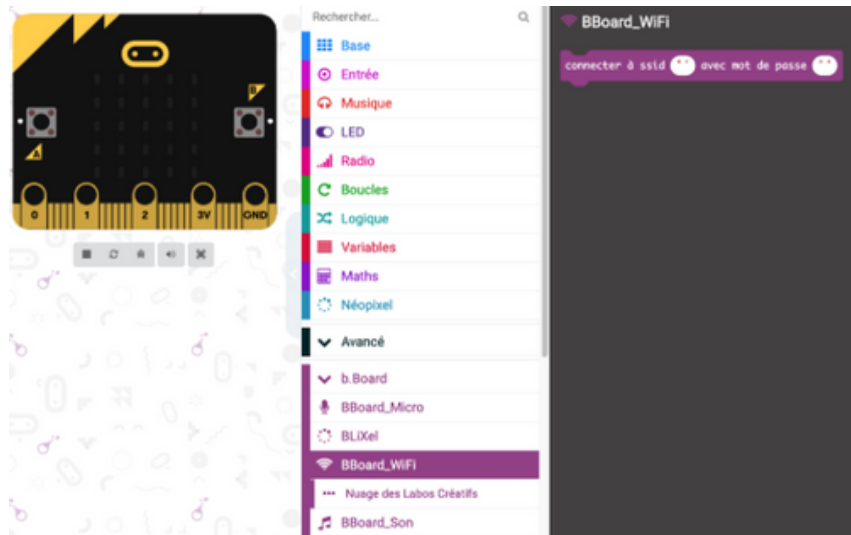 A
B
0 1 2 3V GND
Rechercher...
Base
Entrée
Musique
LED
Radio
Boucles
Logique
Variables
Maths
Néopixel
Avancé
b.Board
BBoard_Micro
BLiXel
BBoard_WiFi
Nuage des Labos Créatifs
BBoard_Son
BBoard_WiFi
connecter à ssid " " avec mot de passe " "